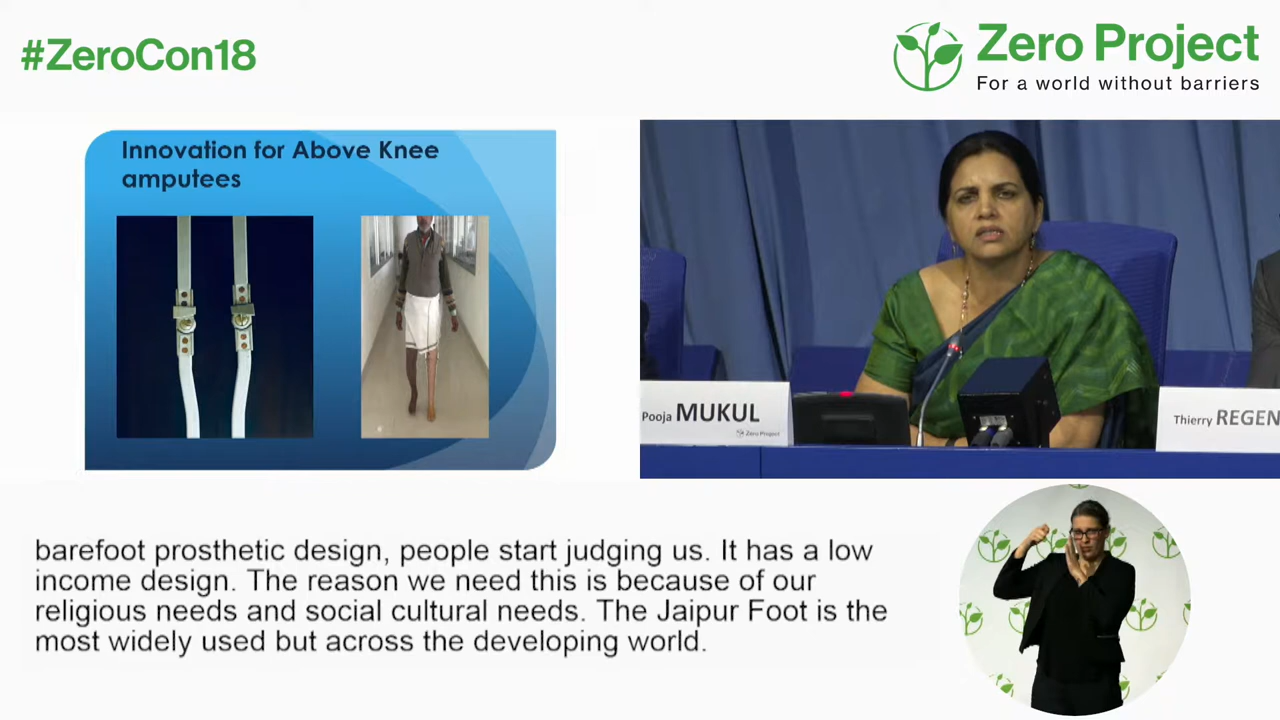 #ZeroCon18
Zero Project
For a world without barriers
Innovation for Above Knee
amputees
Pooja MUKUL
Zero Project
Thierry REGEN
barefoot prosthetic design, people start judging us. It has a low
income design. The reason we need this is because of our
religious needs and social cultural needs. The Jaipur Foot is the
most widely used but across the developing world.